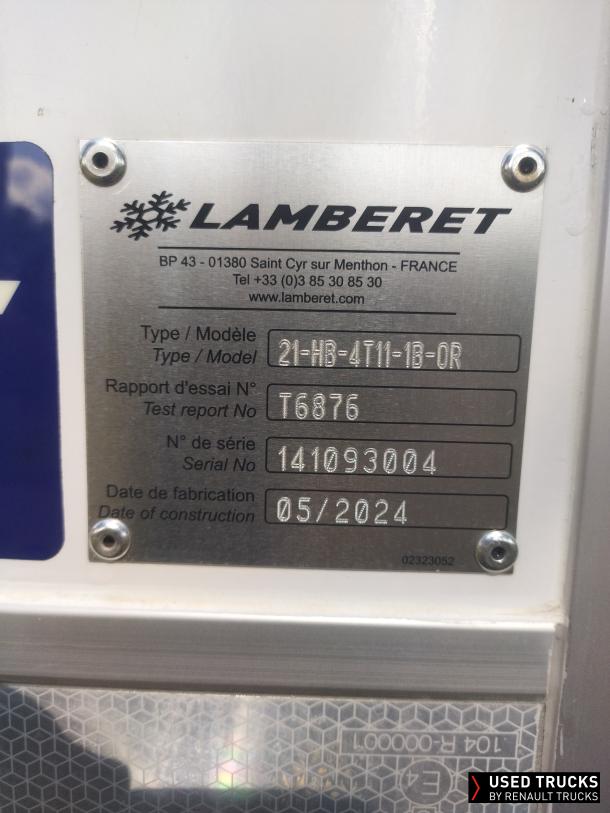 LAMBERET
BP 43 - 01380 Saint Cyr sur Menthon - FRANCE
Tel +33 (0)3 85 30 85 30
www.lamberet.com
Type / Modèle
Type / Model
21-HB-4T11-1B-0R
Rapport d'essai N°
Test report No
T6876
N° de série
Serial No
141093004
Date de fabrication
Date of construction
05/2024
02323052
104 R-000001
E4
USED TRUCKS
BY RENAULT TRUCKS